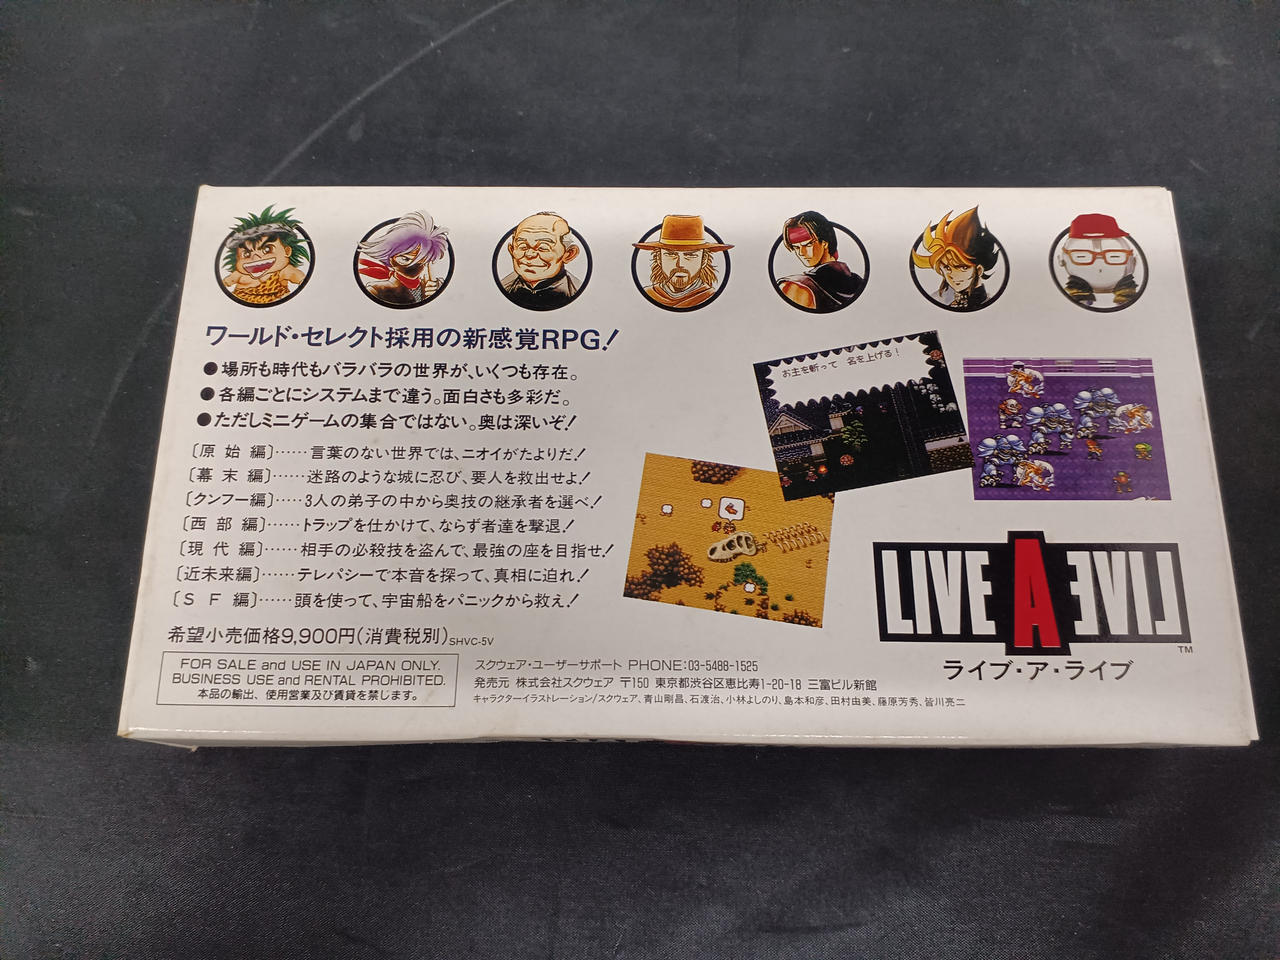 ワールド・セレクト採用の新感覚RPG!
●場所も時代もバラバラの世界が、いくつも存在。
●各編ごとにシステムまで違う。面白さも多彩だ。
●ただしミニゲームの集合ではない。奥は深いぞ!
〔原始編〕……言葉のない世界では、ニオイがたよりだ!
〔幕末編〕……迷路のような城に忍び、要人を救出せよ!
〔クンフー編〕……3人の弟子の中から奥技の継承者を選べ!
〔西部編〕……トラップを仕かけて、ならず者達を撃退!
〔現代編〕……相手の必殺技を盗んで、最強の座を目指せ!
〔近未来編〕……テレパシーで本音を探って、真相に迫れ!
〔SF編〕……頭を使って、宇宙船をパニックから救え!
希望小売価格9,900円(消費税別) SHVC-5V
FOR SALE and USE IN JAPAN ONLY.
BUSINESS USE and RENTAL PROHIBITED.
本品の輸出、使用営業及び賃貸を禁じます。
スクウェア・ユーザーサポート PHONE:03-5488-1525
発売元 株式会社スクウェア 〒150 東京都渋谷区恵比寿1-20-18 三富ビル新館
キャラクターイラストレーション/スクウェア、青山剛昌、石渡治、小林よしのり、島本和彦、田村由美、藤原芳秀、皆川亮二
お主を斬って 名を上げる!
LIVE A EVIL
TM
ライブ・ア・ライブ